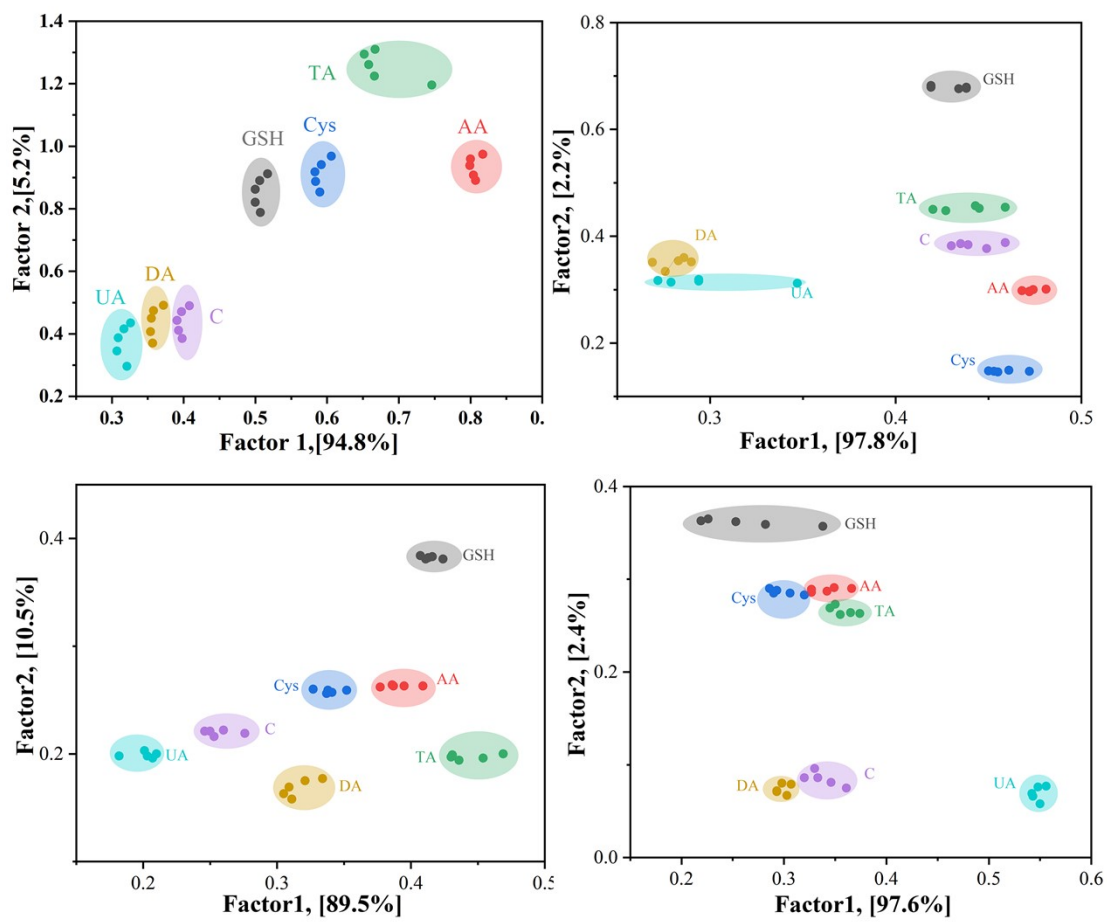 1.4
1.2
1.0
0.8
0.6
0.4
0.2
Factor 2,[5.2%]
TA
Cys
AA
GSH
DA
UA
C
0.3 0.4 0.5 0.6 0.7 0.8 0.
Factor 1,[94.8%]
0.8
0.6
0.4
0.2
Factor2, [2.2%]
GSH
TA
C
DA
UA
AA
Cys
0.3 0.4 0.5
Factor1, [97.8%]
0.4
0.2
Factor2, [10.5%]
GSH
Cys
AA
C
UA
TA
DA
0.2 0.3 0.4 0.5
Factor1, [89.5%]
0.4
0.2
0.0
Factor2, [2.4%]
GSH
AA
Cys
TA
C
DA
UA
0.2 0.3 0.4 0.5 0.6
Factor1, [97.6%]